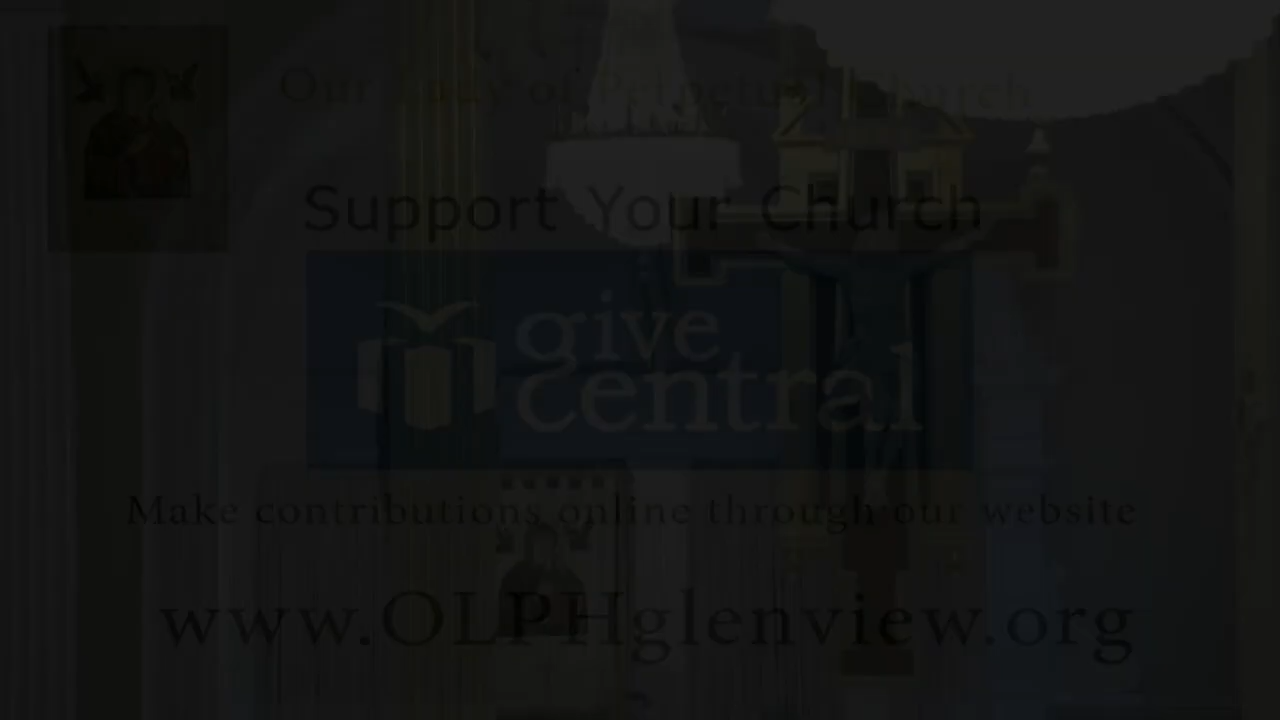 Our Lady of Perpetual Church
Support Your Church
give
central
Make contributions online through our website
www.OLPHglenview.org